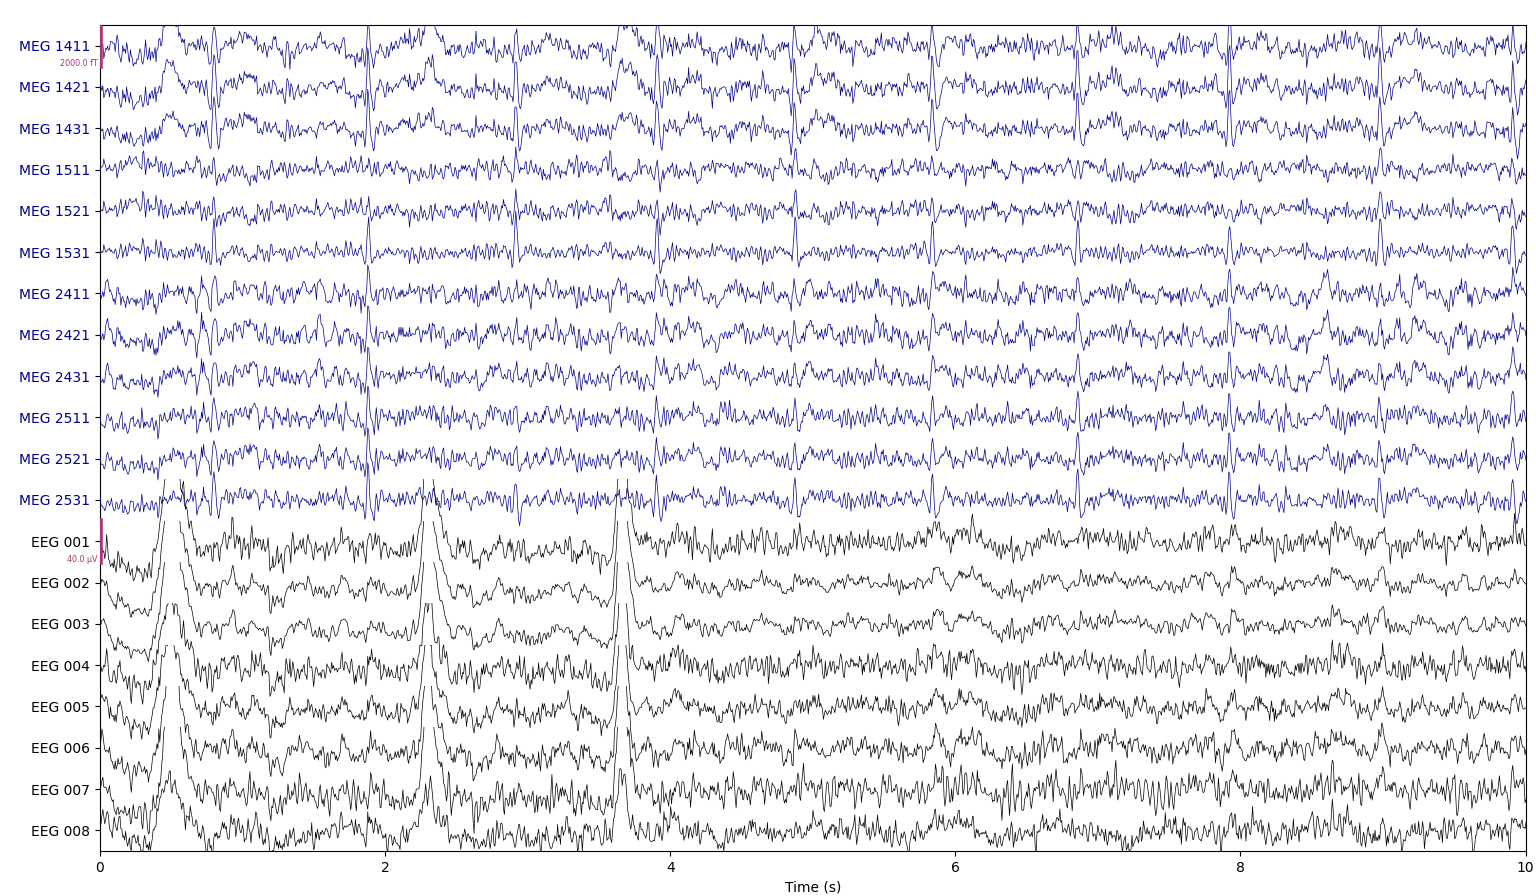 MEG 1411
2000.0 fT
MEG 1421
MEG 1431
MEG 1511
MEG 1521
MEG 1531
MEG 2411
MEG 2421
MEG 2431
MEG 2511
MEG 2521
MEG 2531
EEG 001
40.0 µV
EEG 002
EEG 003
EEG 004
EEG 005
EEG 006
EEG 007
EEG 008
0 2 4 6 8 10
Time (s)